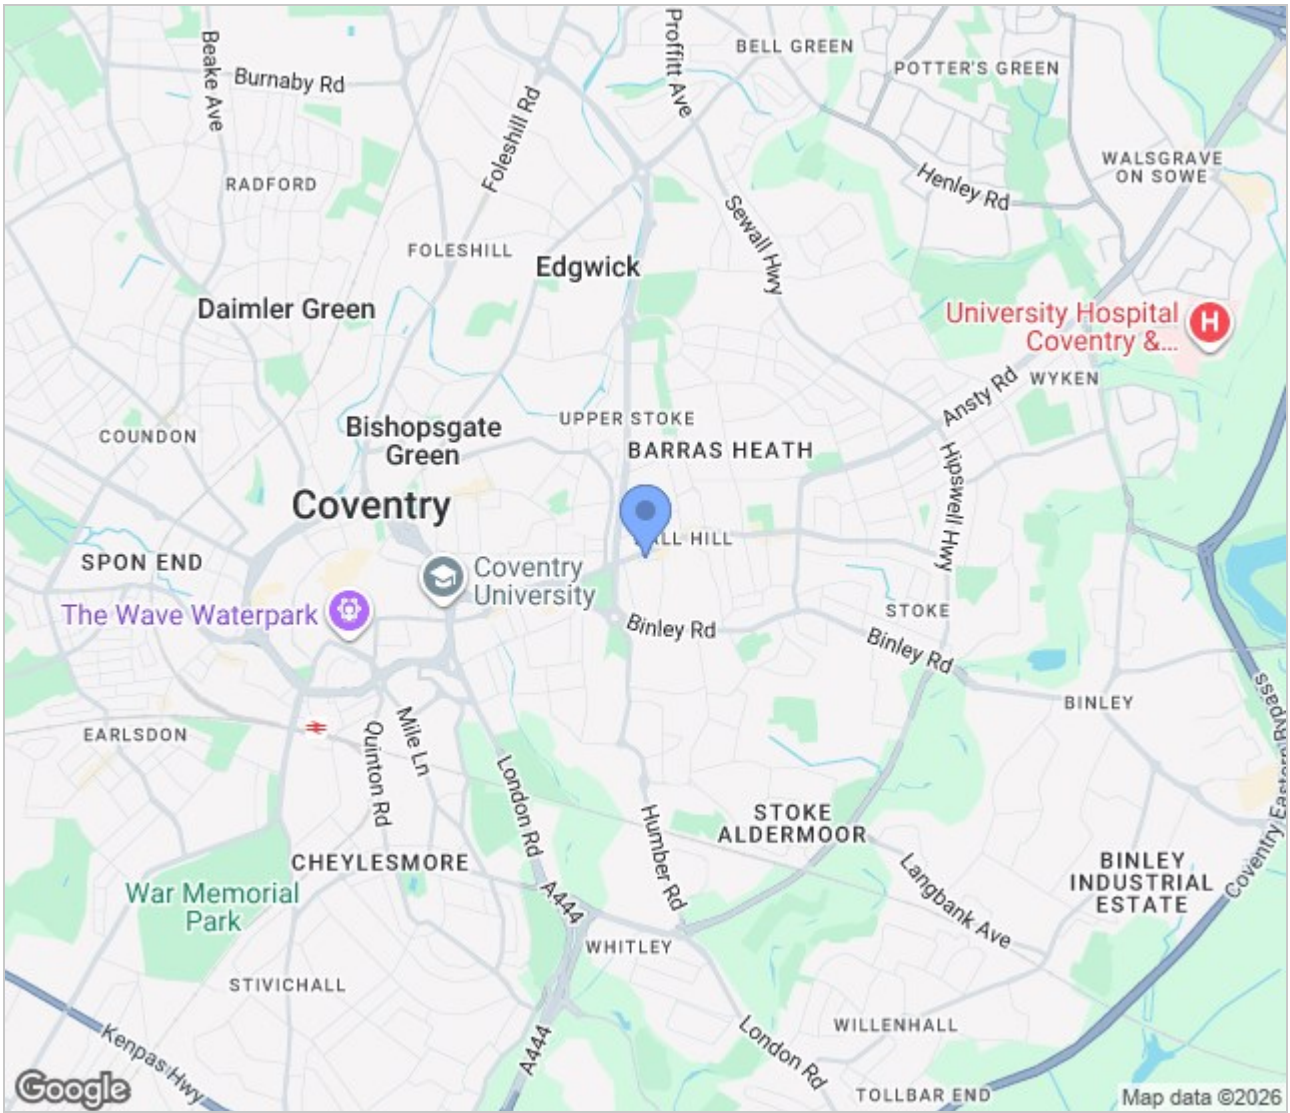 Proffitt Ave
BELL GREEN
POTTER'S GREEN
Beake Ave
Burnaby Rd
Foleshill Rd
WALSGRAVE
ON SOWE
Henley Rd
RADFORD
Sewall Hwy
FOLESHILL
Edgwick
Daimler Green
University Hospital
Coventry &...
H
WYKEN
Ansty Rd
UPPER STOKE
Bishopsgate
Green
COUNDON
BARRAS HEATH
Hipswell Hwy
Coventry
ALL HILL
SPON END
Coventry
University
The Wave Waterpark
STOKE
Binley Rd
Binley Rd
BINLEY
Coventry Eastern Bypass
EARLSDON
Mile Ln
Quinton Rd
London Rd
Humber Rd
STOKE
ALDERMOOR
CHEYLESMORE
Langbank Ave
BINLEY
INDUSTRIAL
ESTATE
War Memorial
Park
A444
WHITLEY
STIVICHALL
WILLENHALL
London Rd
A444
Kenpas Hwy
TOLLBAR END
Google
Map data ©2026